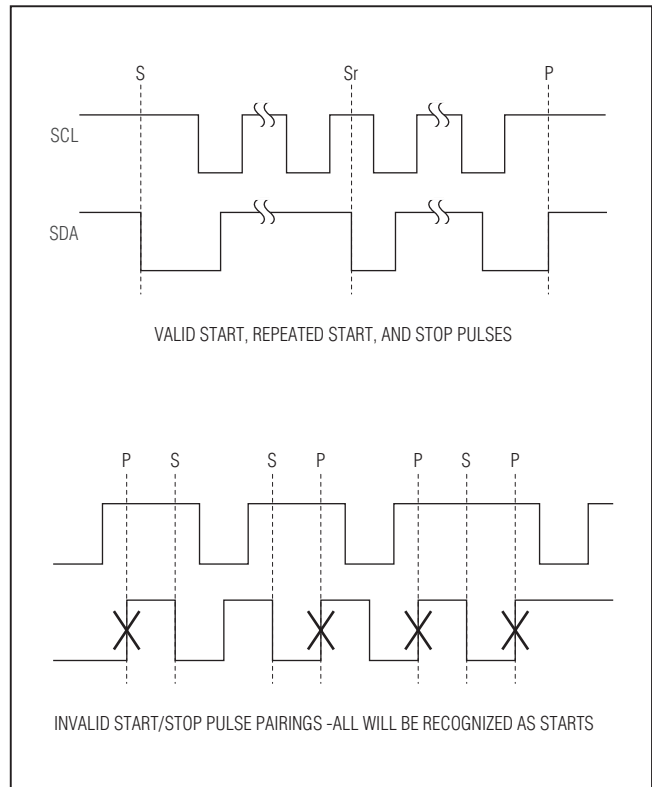 S Sr P
SCL
SDA
VALID START, REPEATED START, AND STOP PULSES
P S S P P S P
INVALID START/STOP PULSE PAIRINGS -ALL WILL BE RECOGNIZED AS STARTS